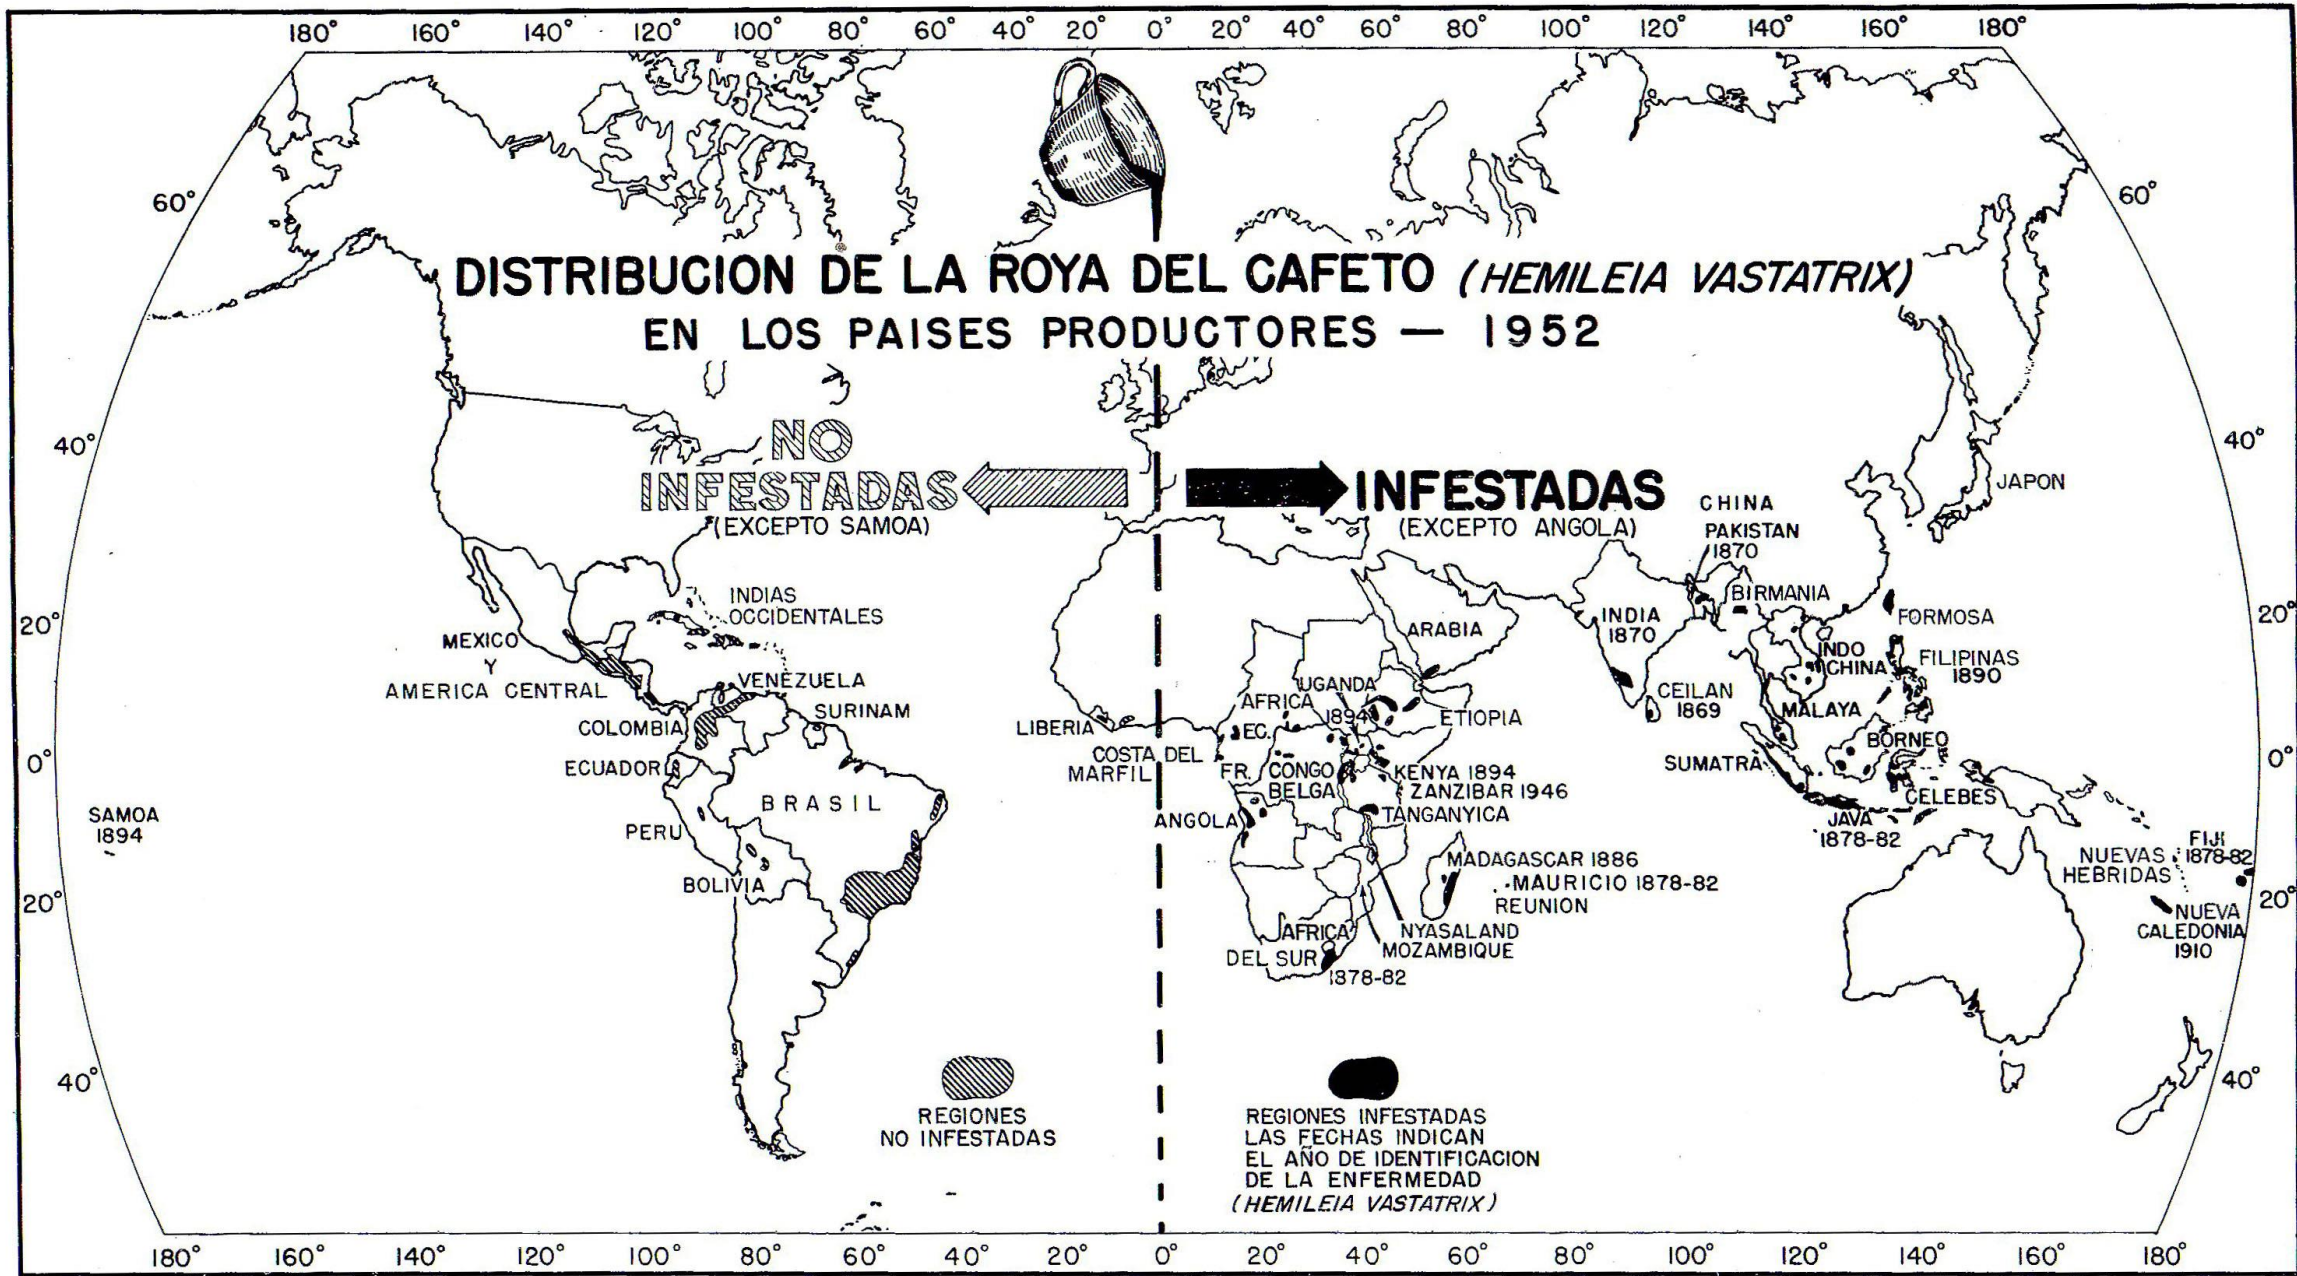 180° 160° 140° 120° 100° 80° 60° 40° 20° 0° 20° 40° 60° 80° 100° 120° 140° 160° 180°
60° 60°
DISTRIBUCION DE LA ROYA DEL CAFETO (HEMILEIA VASTATRIX)
EN LOS PAISES PRODUCTORES — 1952
40° 40°
NO
INFESTADAS
(EXCEPTO SAMOA)
INFESTADAS
(EXCEPTO ANGOLA)
CHINA
PAKISTAN
1870
JAPON
20° 20°
INDIAS
OCCIDENTALES
MEXICO
Y
AMERICA CENTRAL
VENEZUELA
SURINAM
COLOMBIA
ECUADOR
BRASIL
PERU
BOLIVIA
SAMOA
1894
LIBERIA
COSTA DEL
MARFIL
AFRICA
EC.
FR.
UGANDA
1894
ARABIA
ETIOPIA
CONGO
BELGA
KENYA 1894
ZANZIBAR 1946
TANGANYICA
ANGOLA
MADAGASCAR 1886
MAURICIO 1878-82
REUNION
NYASALAND
MOZAMBIQUE
AFRICA
DEL SUR
1878-82
INDIA
1870
BIRMANIA
FORMOSA
INDO
CHINA
FILIPINAS
1890
CEILAN
1869
MALAYA
BORNEO
SUMATRA
CELEBES
JAVA
1878-82
FIJI
1878-82
NUEVAS
HEBRIDAS
NUEVA
CALEDONIA
1910
0° 0°
20° 20°
40° 40°
REGIONES
NO INFESTADAS
REGIONES INFESTADAS
LAS FECHAS INDICAN
EL AÑO DE IDENTIFICACION
DE LA ENFERMEDAD
(HEMILEIA VASTATRIX)
180° 160° 140° 120° 100° 80° 60° 40° 20° 0° 20° 40° 60° 80° 100° 120° 140° 160° 180°